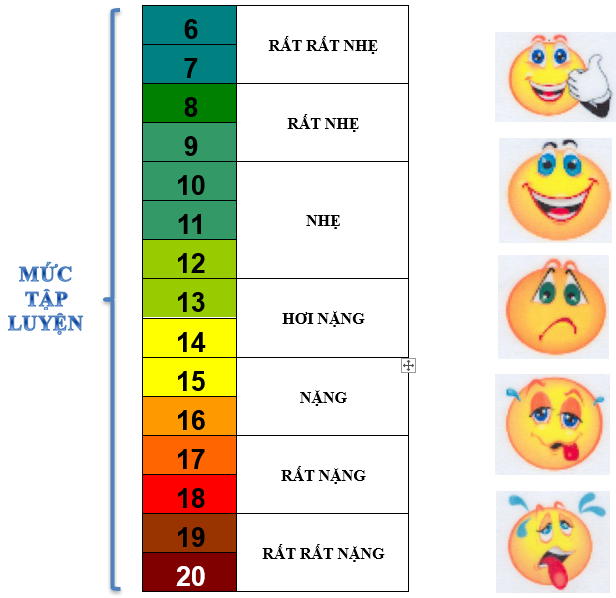 MỨC
TẬP
LUYỆN
6
RẤT RẤT NHẸ
7
8
RẤT NHẸ
9
10
11
NHẸ
12
13
HƠI NẶNG
14
15
NẶNG
16
17
RẤT NẶNG
18
19
RẤT RẤT NẶNG
20